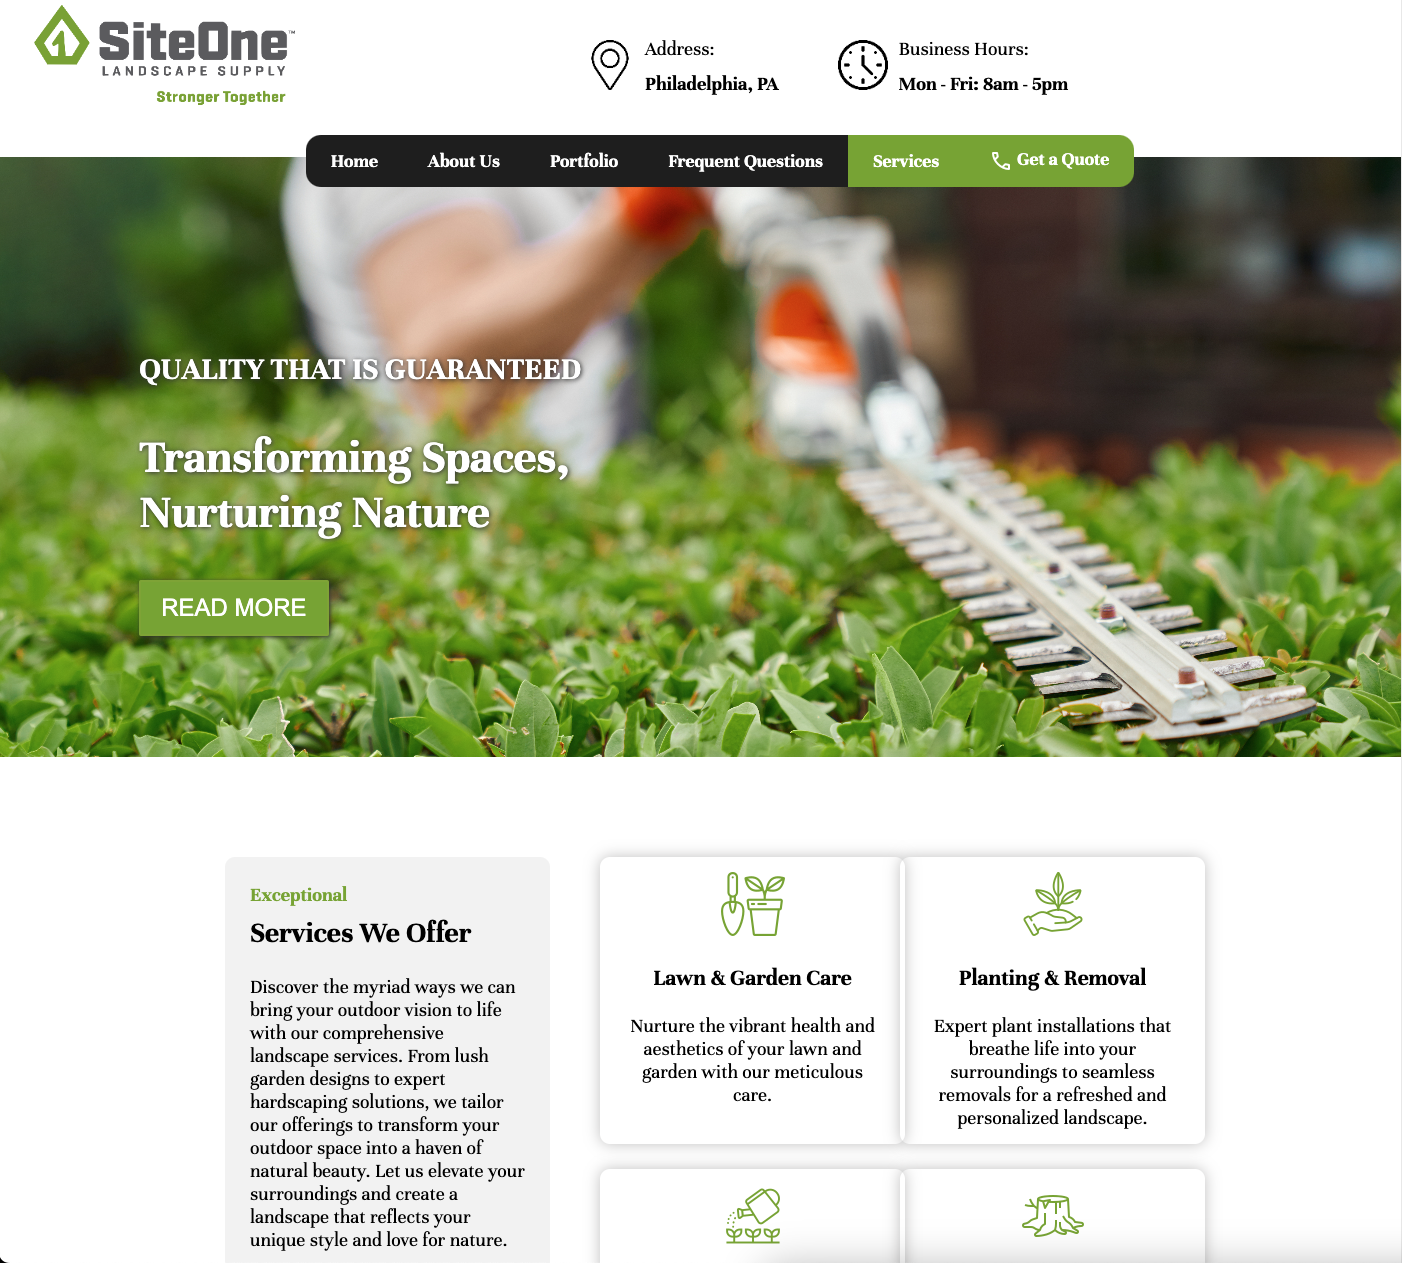 SiteOne™
LANDSCAPE SUPPLY
Stronger Together
Address:
Philadelphia, PA
Business Hours:
Mon - Fri: 8am - 5pm
Home About Us Portfolio Frequent Questions Services Get a Quote
QUALITY THAT IS GUARANTEED
Transforming Spaces,
Nurturing Nature
READ MORE
Exceptional
Services We Offer
Discover the myriad ways we can
bring your outdoor vision to life
with our comprehensive
landscape services. From lush
garden designs to expert
hardscaping solutions, we tailor
our offerings to transform your
outdoor space into a haven of
natural beauty. Let us elevate your
surroundings and create a
landscape that reflects your
unique style and love for nature.
Lawn & Garden Care
Nurture the vibrant health and
aesthetics of your lawn and
garden with our meticulous
care.
Planting & Removal
Expert plant installations that
breathe life into your
surroundings to seamless
removals for a refreshed and
personalized landscape.